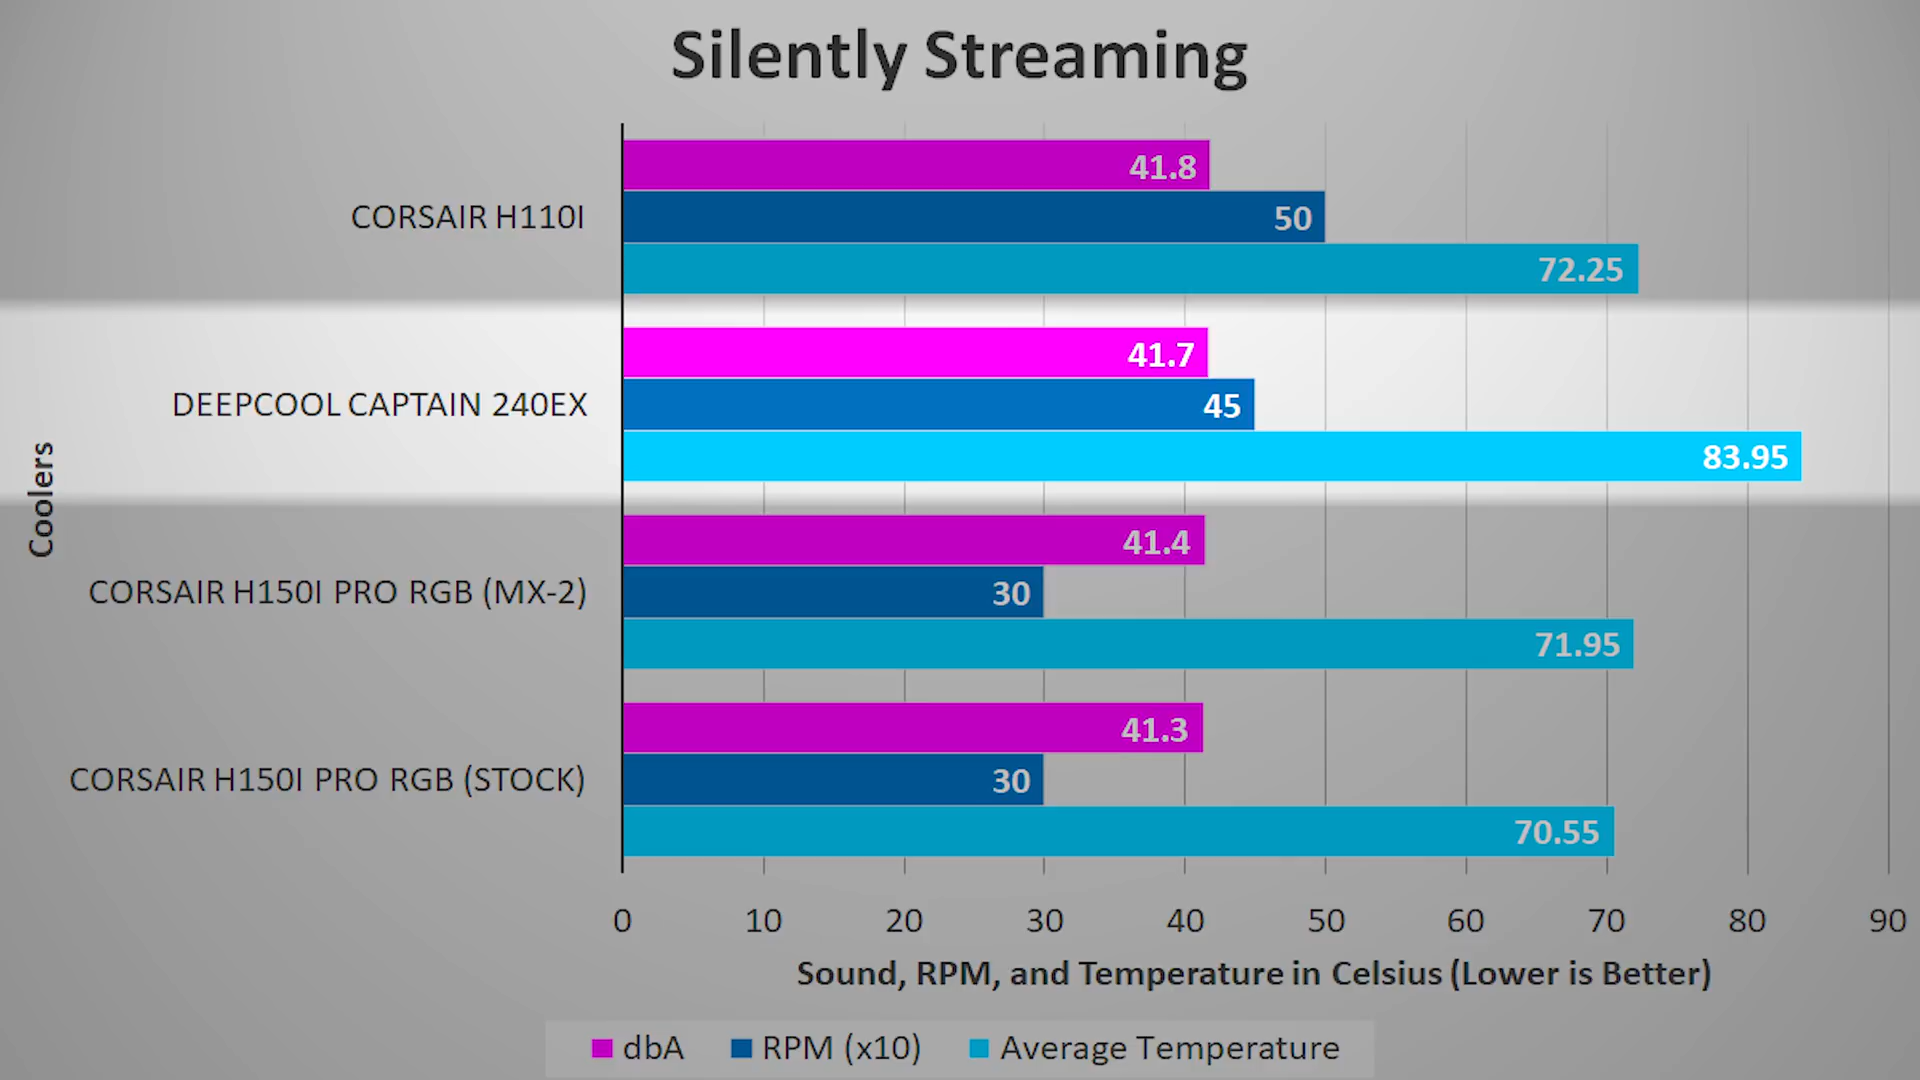 Silently Streaming
CORSAIR H110I
41.8
50
72.25
DEEPCOOL CAPTAIN 240EX
41.7
45
83.95
Coolers
CORSAIR H150I PRO RGB (MX-2)
41.4
30
71.95
CORSAIR H150I PRO RGB (STOCK)
41.3
30
70.55
0 10 20 30 40 50 60 70 80 90
Sound, RPM, and Temperature in Celsius (Lower is Better)
dbA RPM (x10) Average Temperature